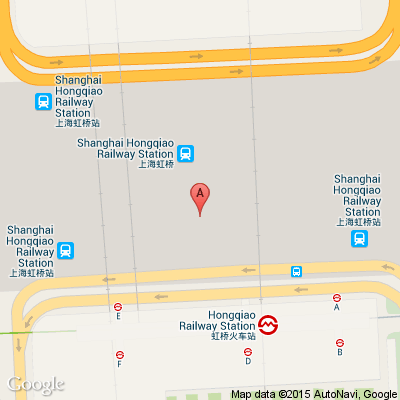 Shanghai
Hongqiao
Railway
Station
上海虹桥站
Shanghai Hongqiao
Railway Station
上海虹桥
A
Shanghai
Hongqiao
Railway
Station
上海虹桥站
Shanghai
Hongqiao
Railway
Station
上海虹桥站
A
E
Hongqiao
Railway Station
虹桥火车站
B
F
D
Google
Map data ©2015 AutoNavi, Google